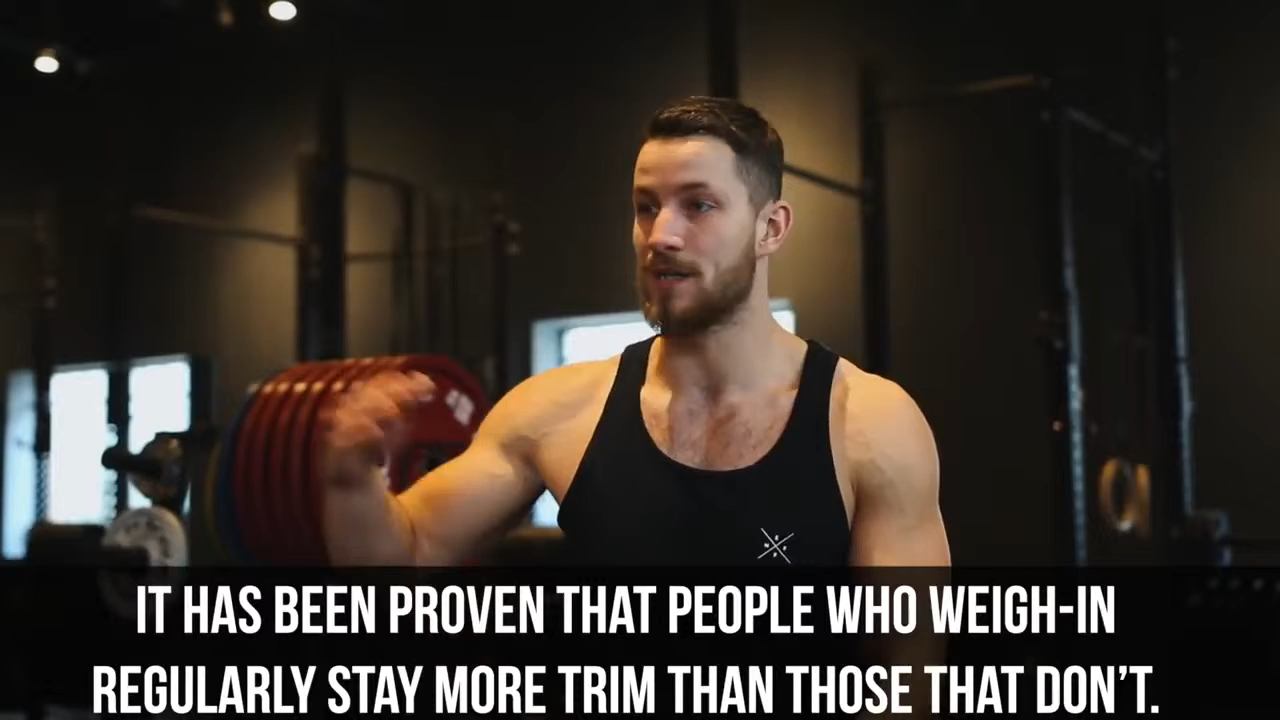 IT HAS BEEN PROVEN THAT PEOPLE WHO WEIGH-IN
REGULARLY STAY MORE TRIM THAN THOSE THAT DON'T.